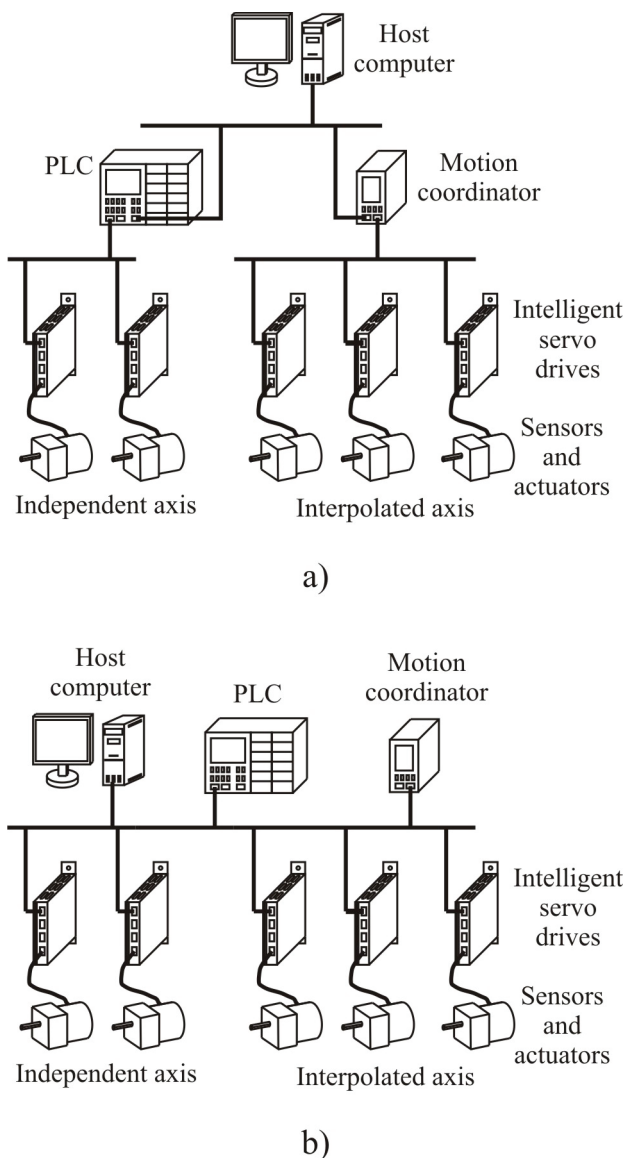 Host
computer
PLC
Motion
coordinator
Intelligent
servo
drives
Sensors
and
actuators
Independent axis
Interpolated axis
a)
Host
computer
PLC
Motion
coordinator
Intelligent
servo
drives
Sensors
and
actuators
Independent axis
Interpolated axis
b)